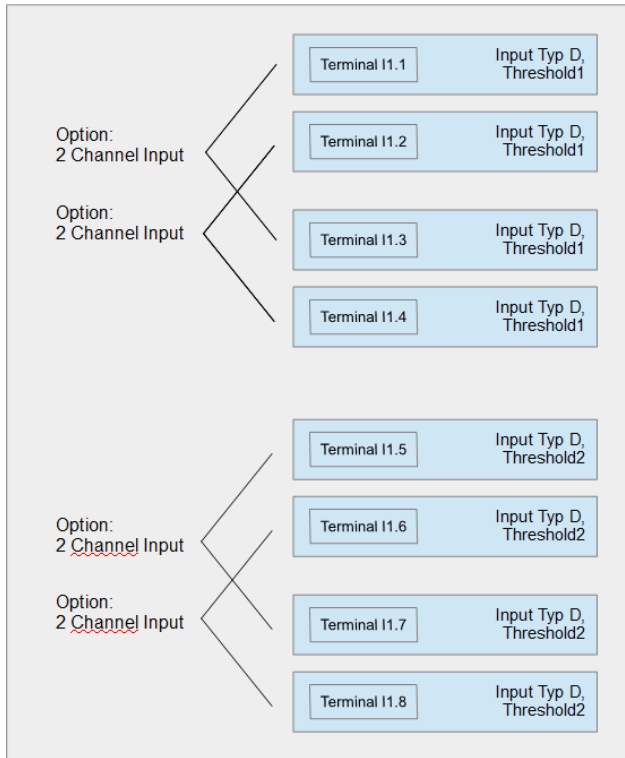 Terminal I1.1
Input Typ D,
Threshold1
Option:
2 Channel Input
Terminal I1.2
Input Typ D,
Threshold1
Option:
2 Channel Input
Terminal I1.3
Input Typ D,
Threshold1
Terminal I1.4
Input Typ D,
Threshold1
Terminal I1.5
Input Typ D,
Threshold2
Option:
2 Channel Input
Terminal I1.6
Input Typ D,
Threshold2
Option:
2 Channel Input
Terminal I1.7
Input Typ D,
Threshold2
Terminal I1.8
Input Typ D,
Threshold2